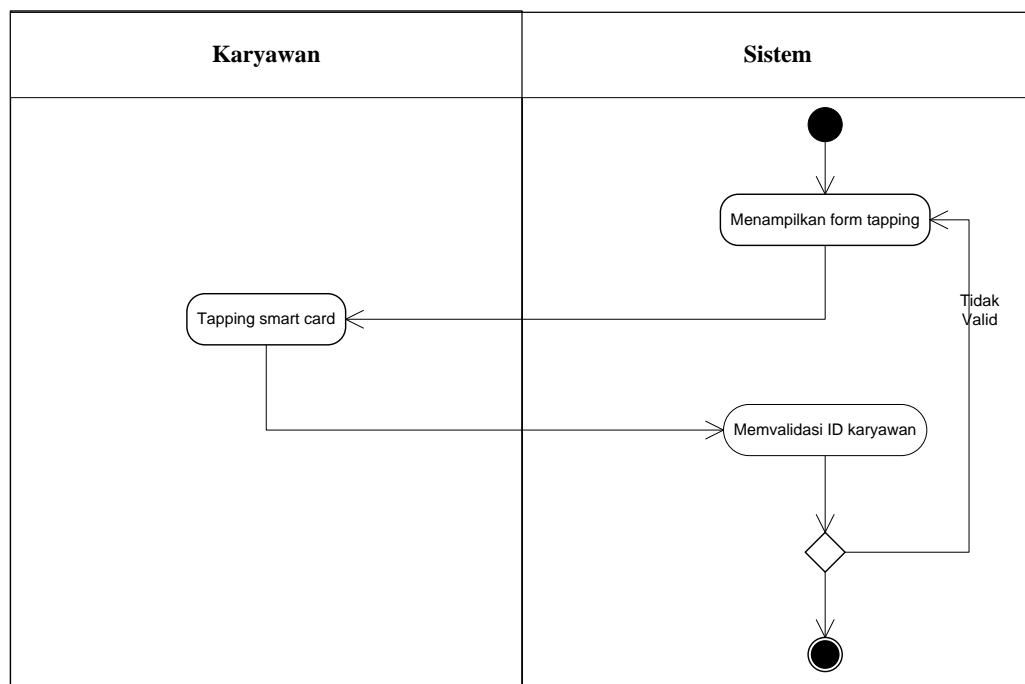 Karyawan
Sistem
Menampilkan form tapping
Tidak
Valid
Tapping smart card
Memvalidasi ID karyawan